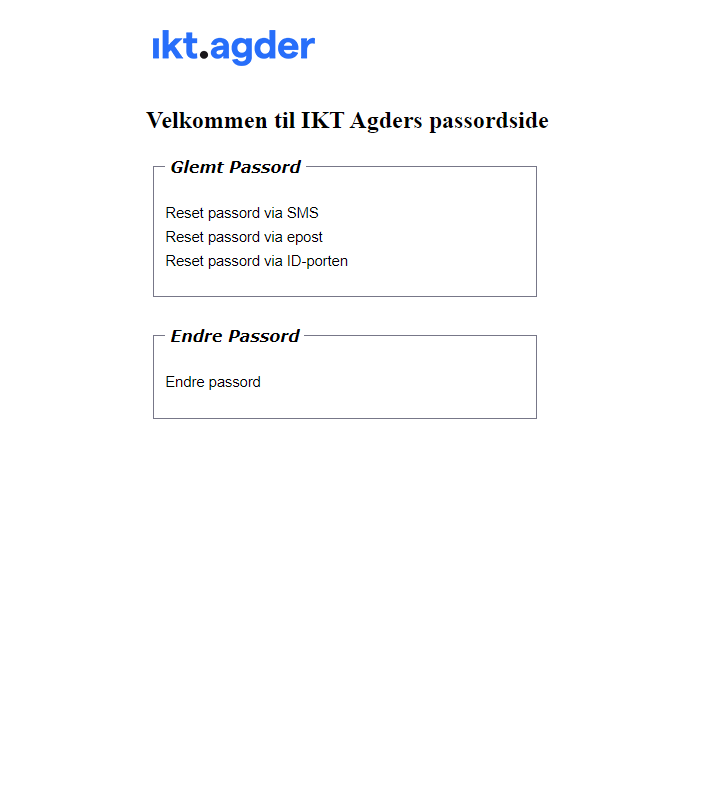 ikt.agder
Velkommen til IKT Agders passordside
Glemt Passord
Reset passord via SMS
Reset passord via epost
Reset passord via ID-porten
Endre Passord
Endre passord